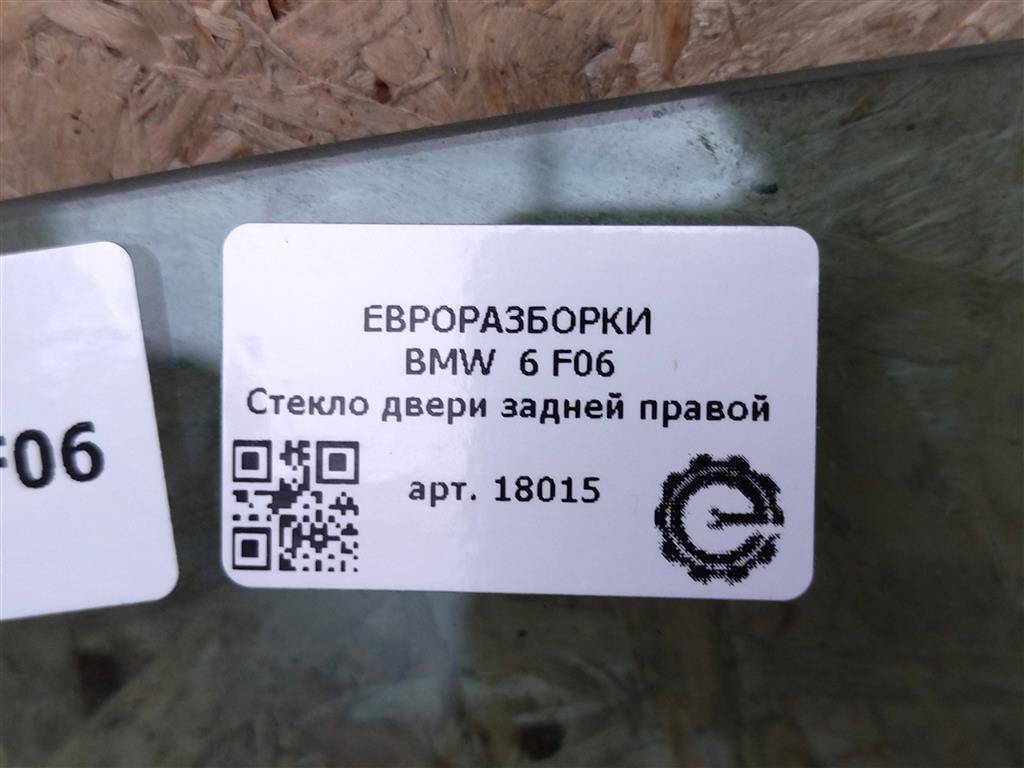 ЕВРОРАЗБОРКИ
BMW 6 F06
Стекло двери задней правой
арт. 18015
F06